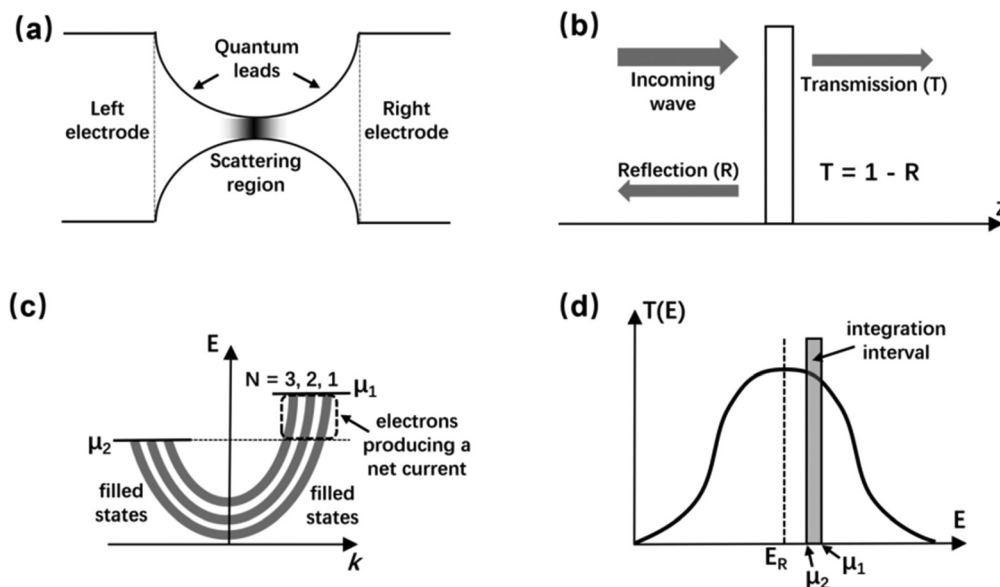 (a)
Quantum
leads
Left
electrode
Right
electrode
Scattering
region
(b)
Incoming
wave
Transmission (T)
Reflection (R)
T = 1 - R
z
(c)
E
N = 3, 2, 1
μ₁
μ₂
electrons
producing a
net current
filled
states
filled
states
k
(d)
T(E)
integration
interval
E
E_R
μ₂
μ₁